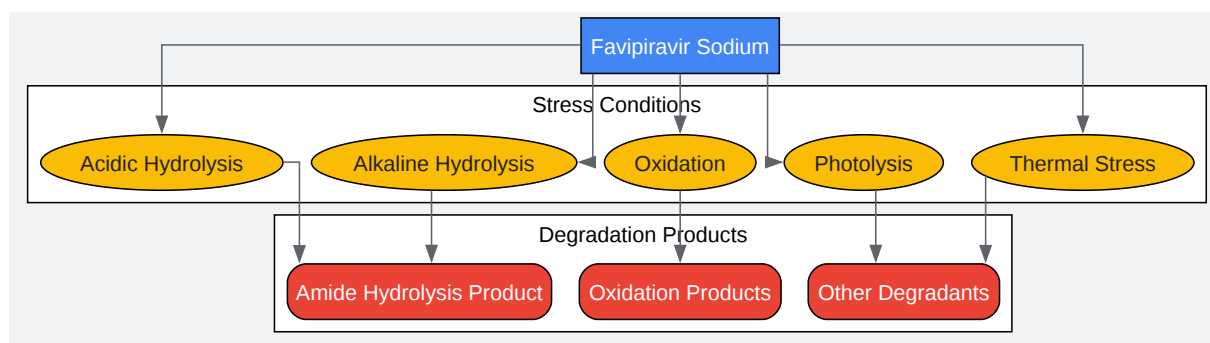 Favipiravir Sodium
Stress Conditions
Acidic Hydrolysis
Alkaline Hydrolysis
Oxidation
Photolysis
Thermal Stress
Degradation Products
Amide Hydrolysis Product
Oxidation Products
Other Degradants